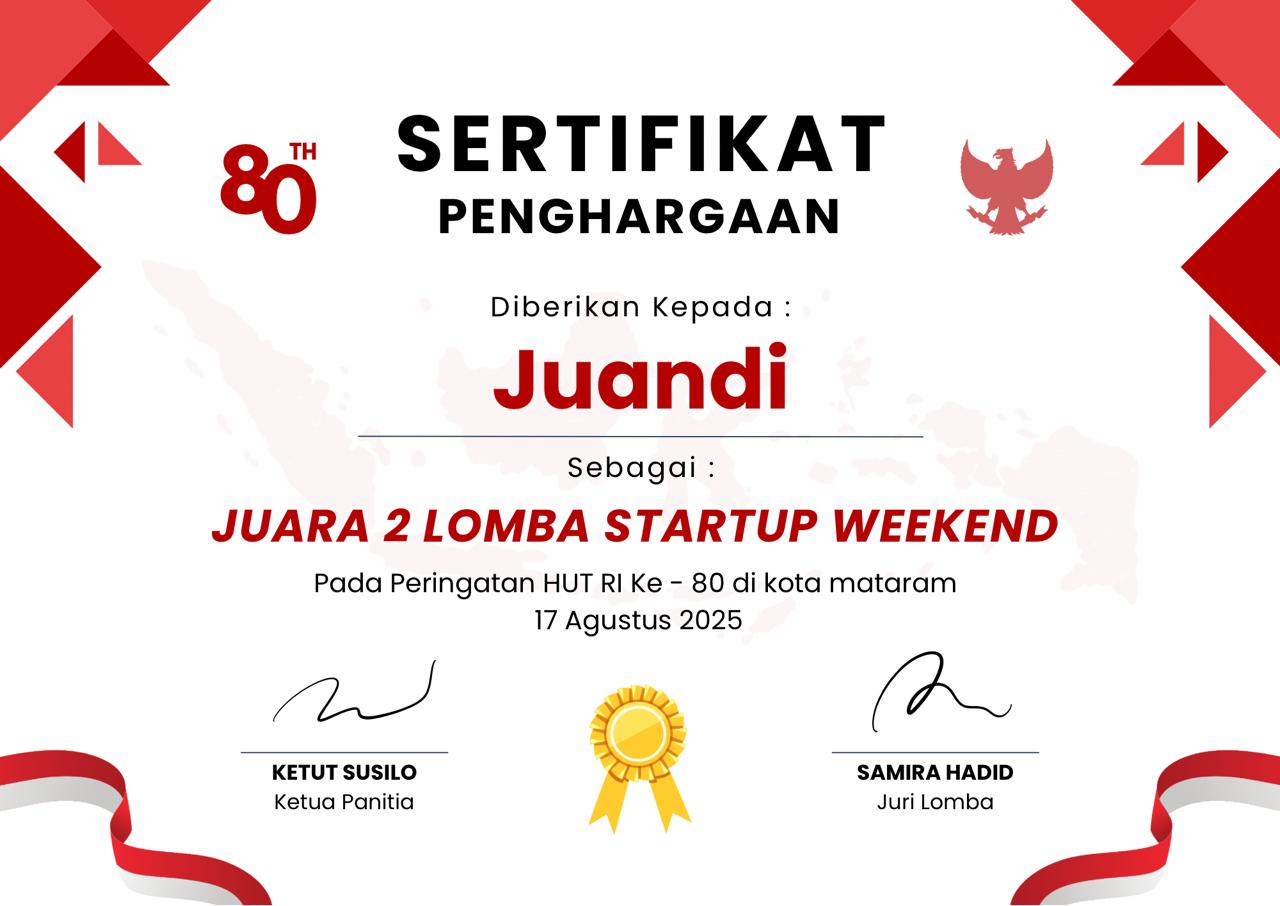 80TH
SERTIFIKAT
PENGHARGAAN
Diberikan Kepada :
Juandi
Sebagai :
JUARA 2 LOMBA STARTUP WEEKEND
Pada Peringatan HUT RI Ke - 80 di kota mataram
17 Agustus 2025
KETUT SUSILO
Ketua Panitia
SAMIRA HADID
Juri Lomba